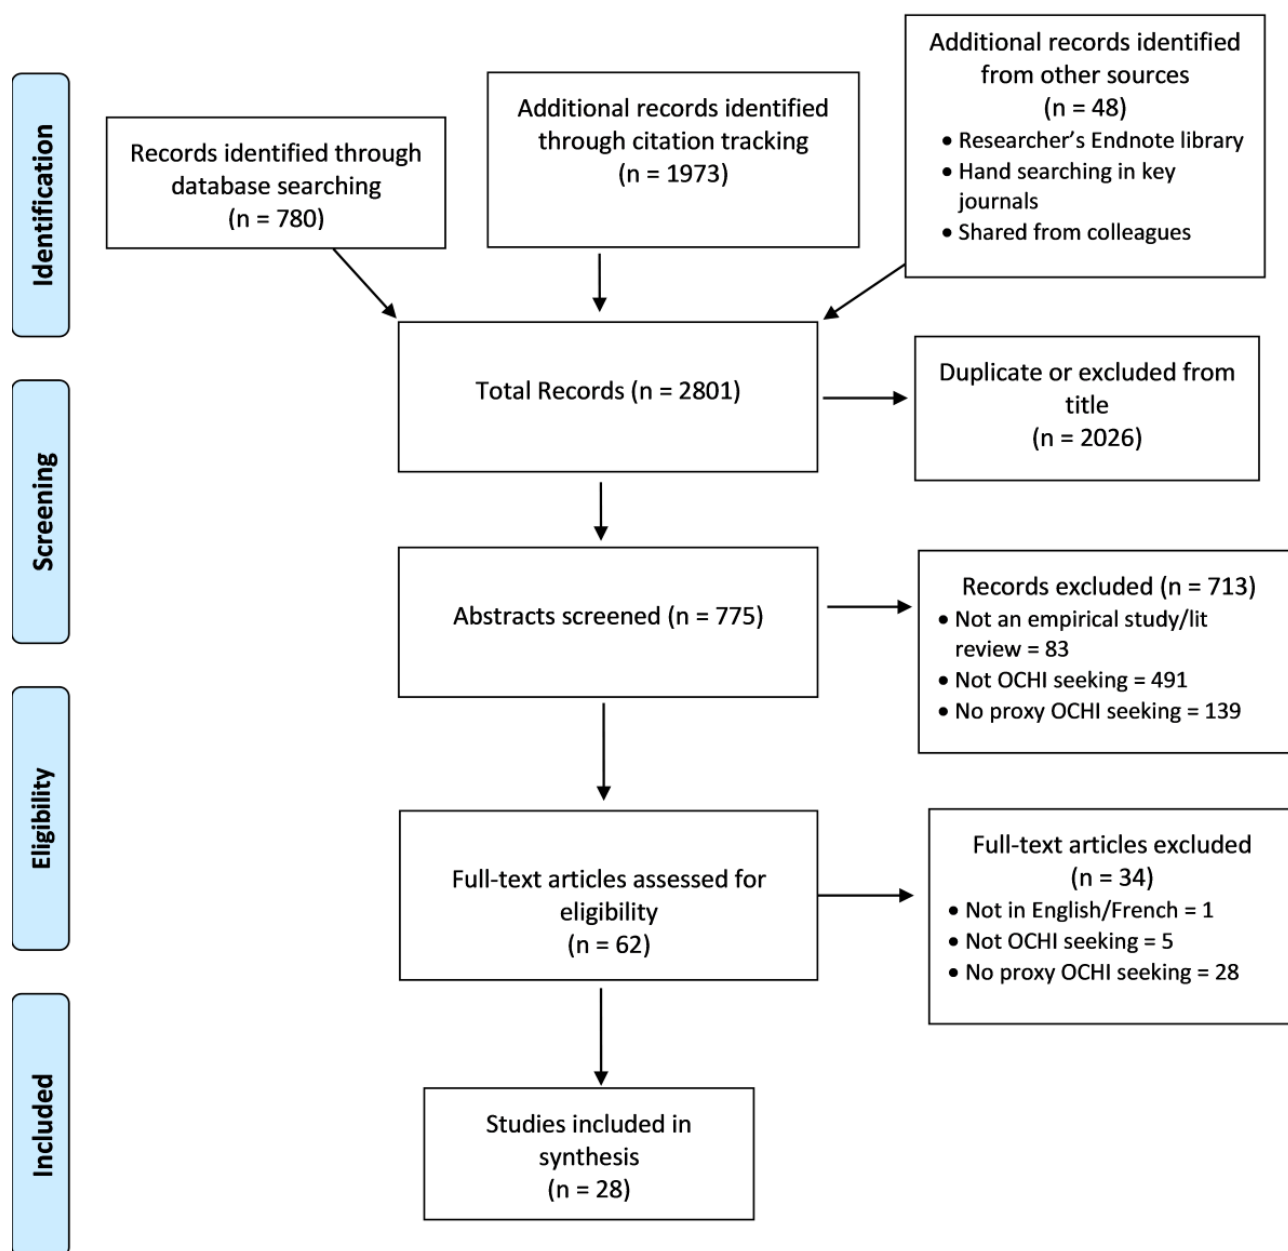 Identification
Records identified through
database searching
(n = 780)
Additional records identified
through citation tracking
(n = 1973)
Additional records identified
from other sources
(n = 48)
• Researcher’s Endnote library
• Hand searching in key
journals
• Shared from colleagues
Total Records (n = 2801)
Duplicate or excluded from
title
(n = 2026)
Screening
Abstracts screened (n = 775)
Records excluded (n = 713)
• Not an empirical study/lit
review = 83
• Not OCHI seeking = 491
• No proxy OCHI seeking = 139
Eligibility
Full-text articles assessed for
eligibility
(n = 62)
Full-text articles excluded
(n = 34)
• Not in English/French = 1
• Not OCHI seeking = 5
• No proxy OCHI seeking = 28
Included
Studies included in
synthesis
(n = 28)